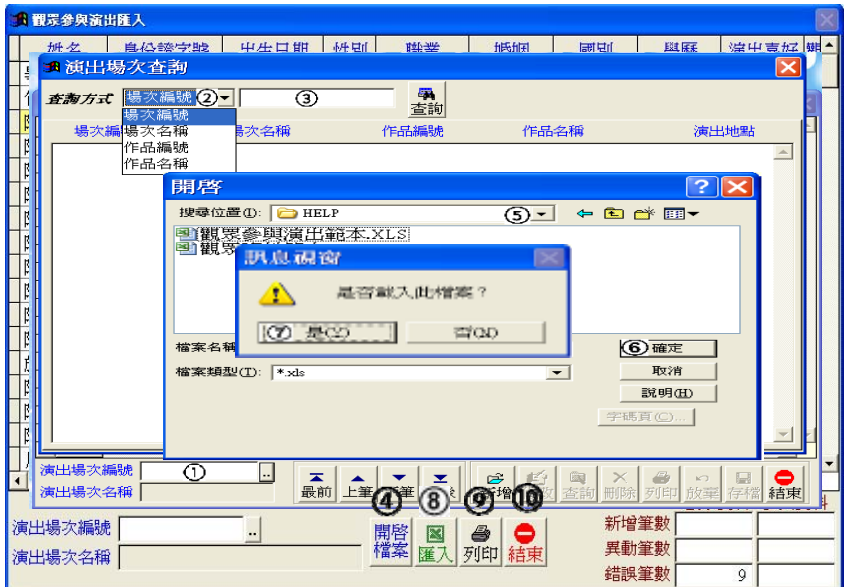 觀眾參與演出匯入
姓名 身份證字號 出生日期 性別 職業 婚姻 國別 學歷 演出喜好 觀
演出場次查詢
查詢方式 場次編號 ② ③ 查詢
場次編號
場次名稱
作品編號
作品名稱
場次編 場次名稱 作品編號 作品名稱 演出地點
開啓
搜尋位置(I): HELP ⑤
觀眾參與演出範本.XLS
觀眾
訊息視窗
是否載入此檔案？
⑦ 是(Y) 否(N)
檔案名稱 ⑥ 確定
檔案類型(T): *.xls 取消
說明(H)
字碼頁(C)...
演出場次編號 ① ..
演出場次名稱
最前 上筆 筆 新增 改 查詢 刪除 列印 放棄 存檔 結束
④ ⑧ ⑨ ⑩
演出場次編號 ..
演出場次名稱
開啓檔案 匯入 列印 結束
料
新增筆數
異動筆數
錯誤筆數 9